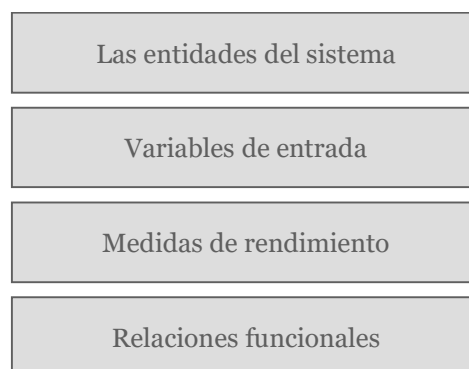 Las entidades del sistema
Variables de entrada
Medidas de rendimiento
Relaciones funcionales